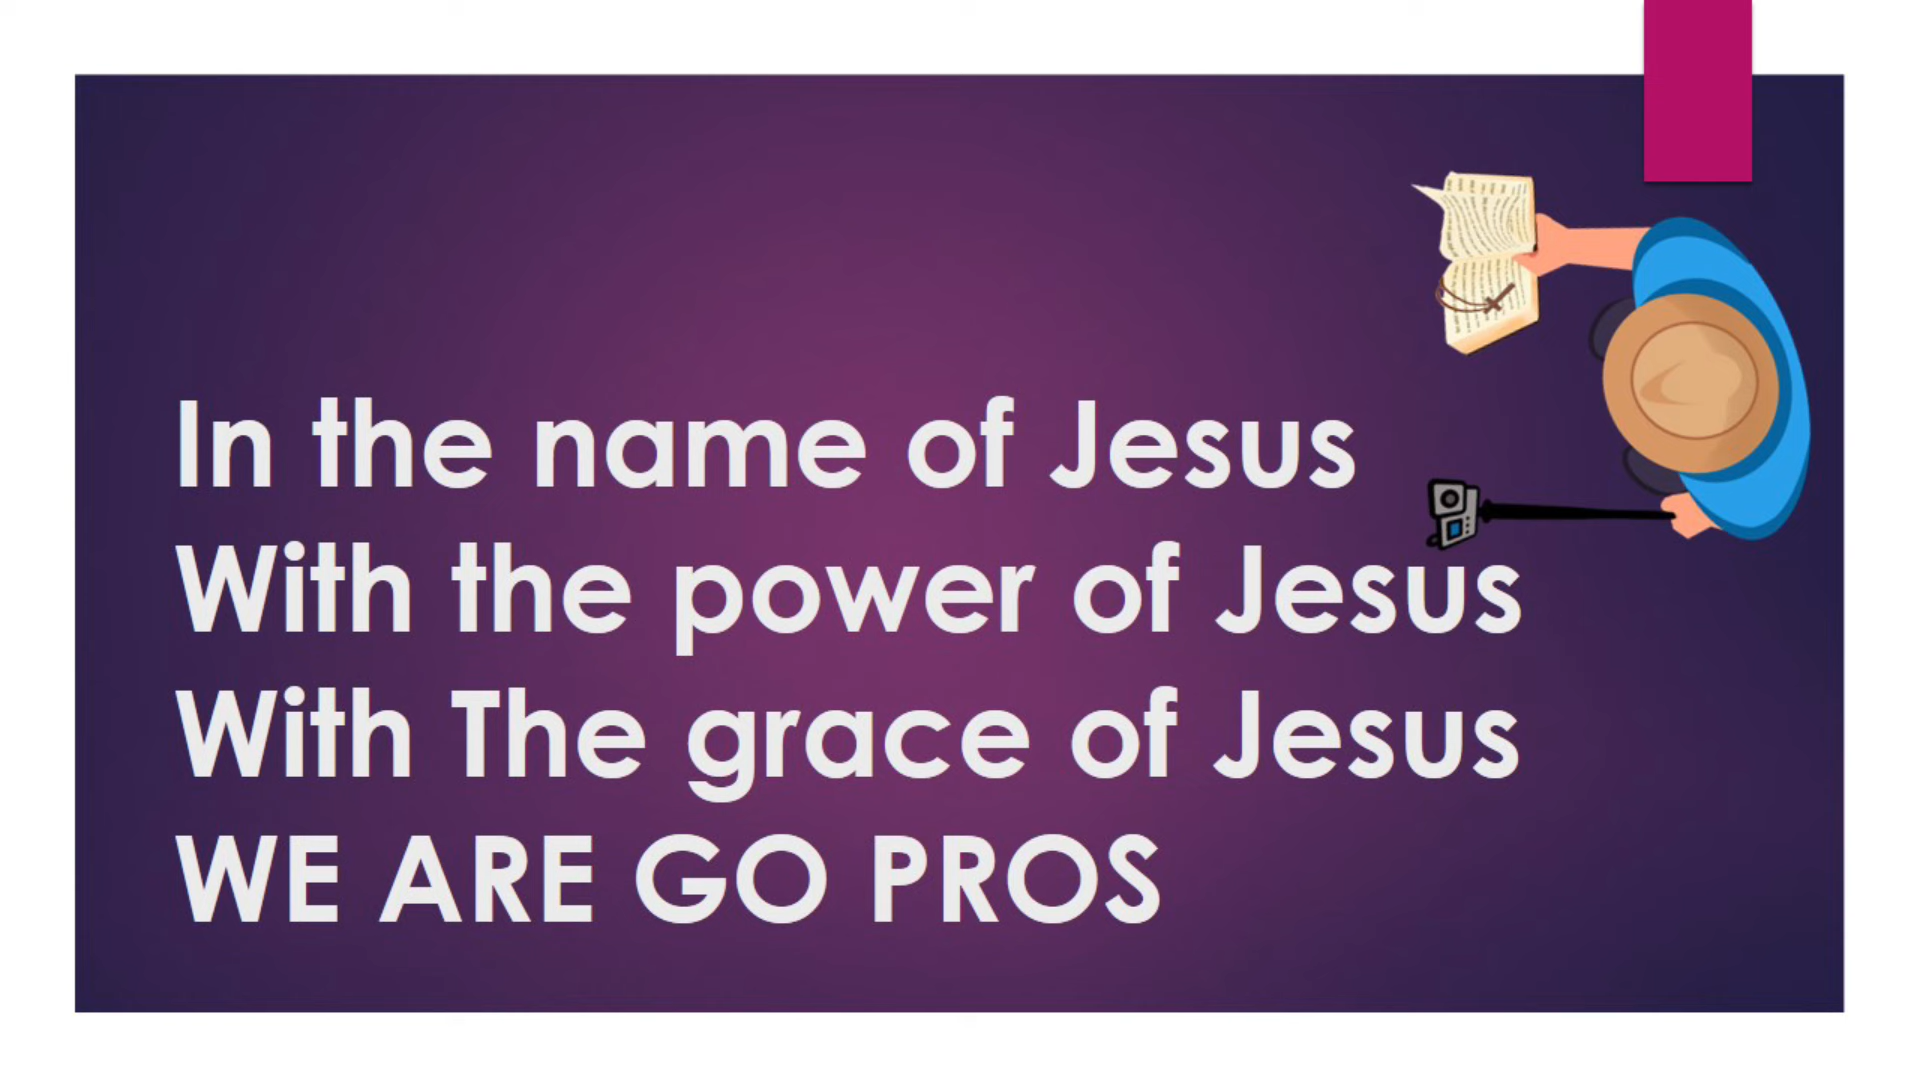 In the name of Jesus
With the power of Jesus
With The grace of Jesus
WE ARE GO PROS